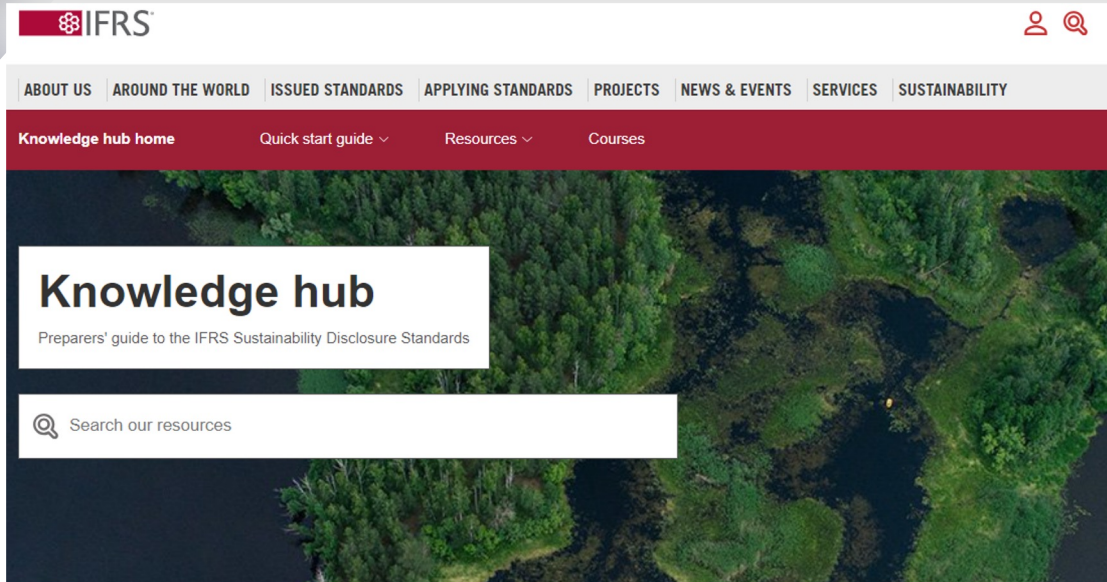 IFRS
ABOUT US AROUND THE WORLD ISSUED STANDARDS APPLYING STANDARDS PROJECTS NEWS & EVENTS SERVICES SUSTAINABILITY
Knowledge hub home Quick start guide Resources Courses
Knowledge hub
Preparers' guide to the IFRS Sustainability Disclosure Standards
Search our resources